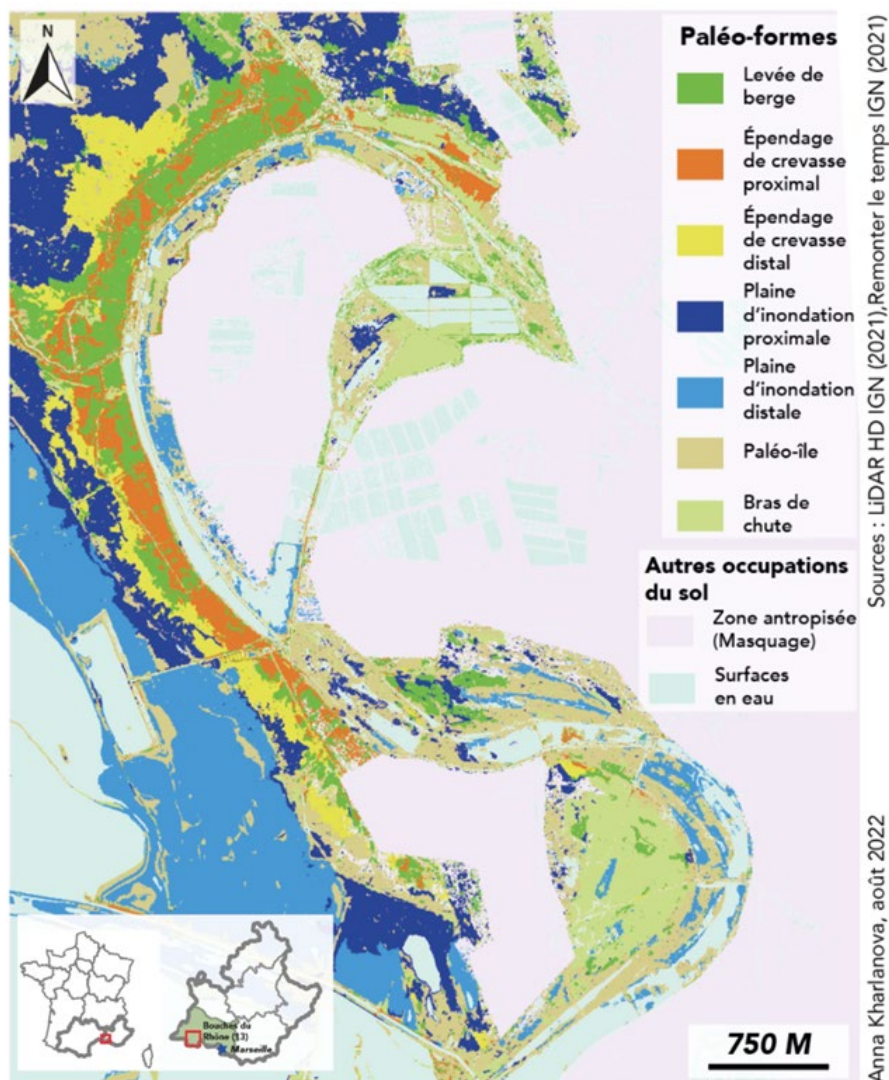 N
Paléo-formes
Levée de
berge
Épendage
de crevasse
proximal
Épendage
de crevasse
distal
Plaine
d'inondation
proximale
Plaine
d'inondation
distale
Paléo-île
Bras de
chute
Autres occupations
du sol
Zone antropisée
(Masquage)
Surfaces
en eau
Bouches du
Rhône (13)
Marseille
750 M
Sources : LiDAR HD IGN (2021),Remonter le temps IGN (2021)
Anna Kharlanova, août 2022